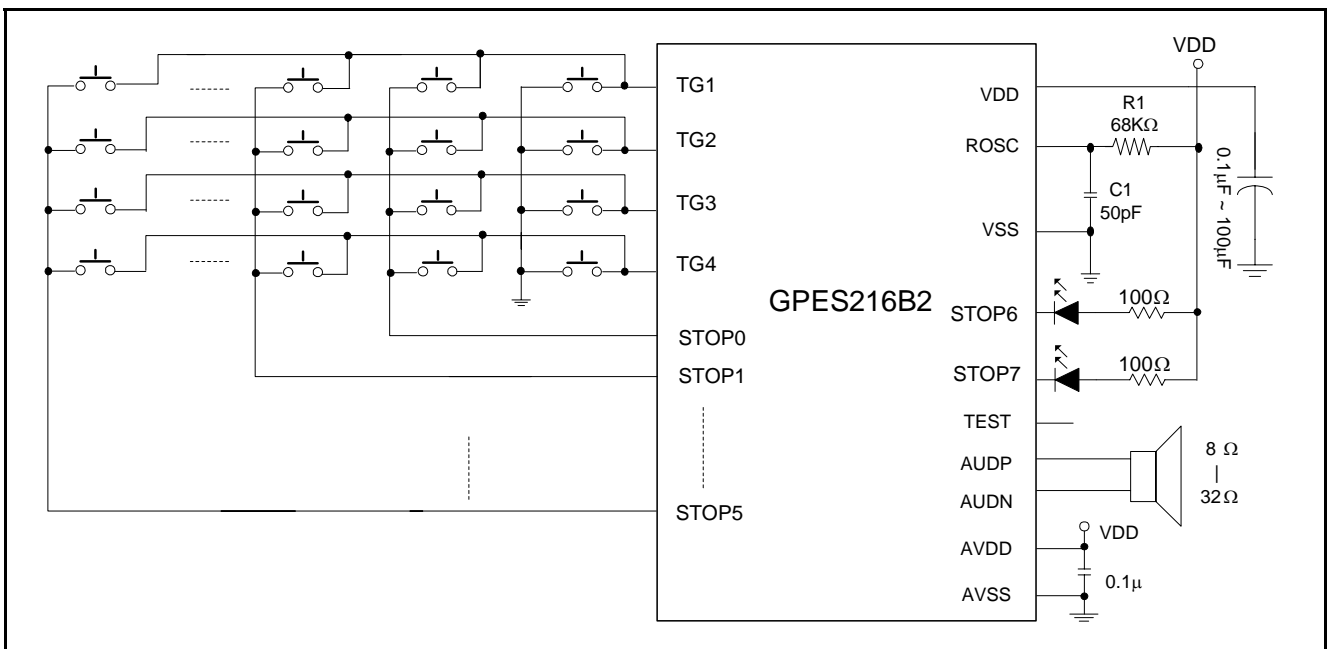 TG1
TG2
TG3
TG4
STOP0
STOP1
STOP5
GPES216B2
VDD
VDD
R1
68KΩ
ROSC
C1
50pF
VSS
0.1μF ~ 100μF
STOP6
100Ω
STOP7
100Ω
TEST
AUDP
AUDN
8 Ω
|
32Ω
VDD
AVDD
0.1μ
AVSS